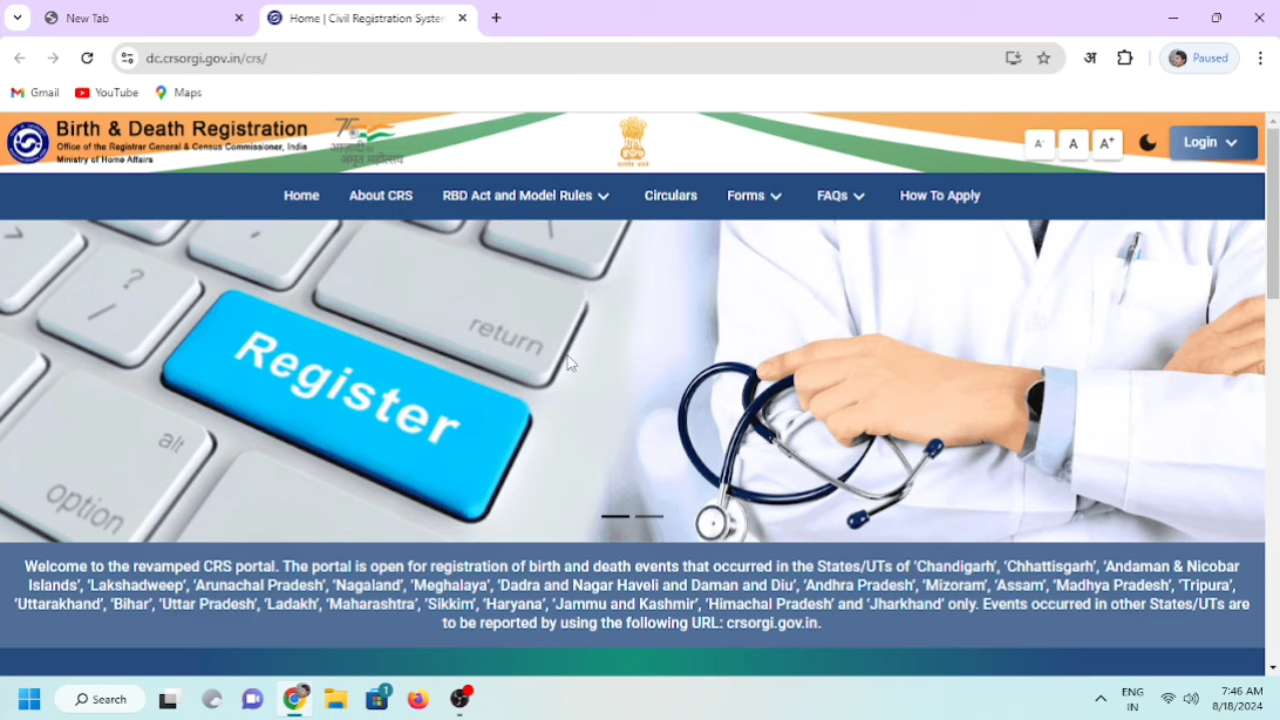 New Tab
Home | Civil Registration System
dc.crsorgi.gov.in/crs/
अ
Paused
Gmail
YouTube
Maps
Birth & Death Registration
Office of the Registrar General & Census Commissioner, India
Ministry of Home Affairs
75
आज़ादी का
अमृत महोत्सव
A-
A
A+
Login
Home
About CRS
RBD Act and Model Rules
Circulars
Forms
FAQs
How To Apply
?
/
return
Register
alt
option
Welcome to the revamped CRS portal. The portal is open for registration of birth and death events that occurred in the States/UTs of ‘Chandigarh’, ‘Chhattisgarh’, ‘Andaman & Nicobar
Islands’, ‘Lakshadweep’, ‘Arunachal Pradesh’, ‘Nagaland’, ‘Meghalaya’, ‘Dadra and Nagar Haveli and Daman and Diu’, ‘Andhra Pradesh’, ‘Mizoram’, ‘Assam’, ‘Madhya Pradesh’, ‘Tripura’,
‘Uttarakhand’, ‘Bihar’, ‘Uttar Pradesh’, ‘Ladakh’, ‘Maharashtra’, ‘Sikkim’, ‘Haryana’, ‘Jammu and Kashmir’, ‘Himachal Pradesh’ and ‘Jharkhand’ only. Events occurred in other States/UTs are
to be reported by using the following URL: crsorgi.gov.in.
Search
1
ENG
IN
7:46 AM
8/18/2024